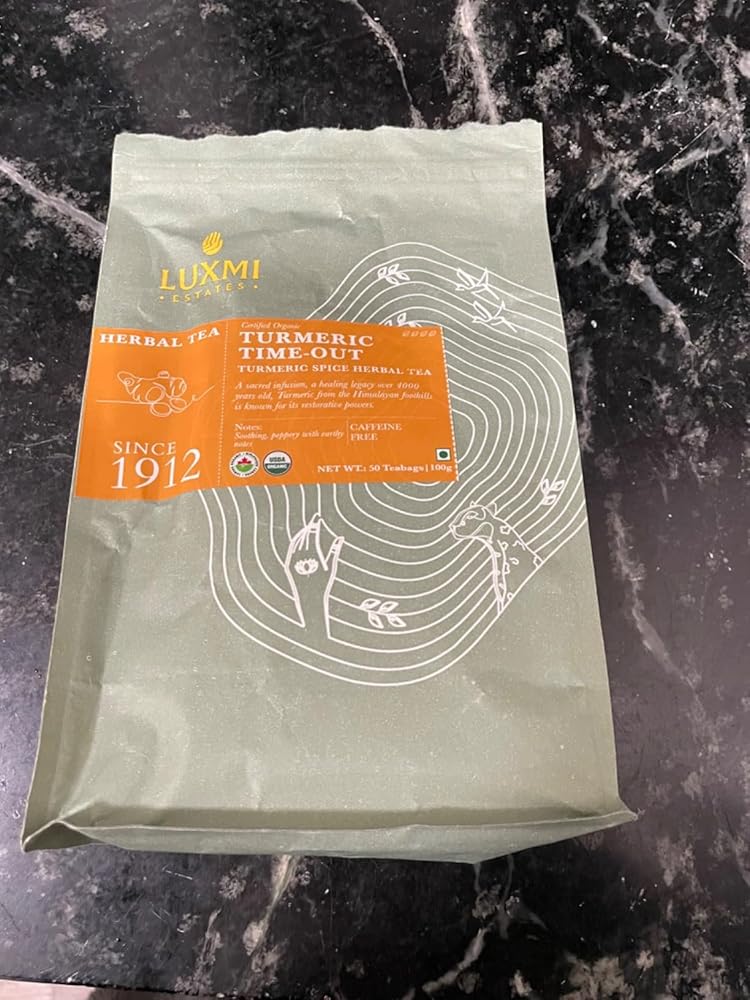 LUXMI
• ESTATES •
HERBAL TEA
SINCE
1912
Certified Organic
TURMERIC
TIME-OUT
TURMERIC SPICE HERBAL TEA
A sacred infusion, a healing legacy over 4000
years old, Turmeric from the Himalayan foothills
is known for its restorative powers.
Notes:
Soothing, peppery with earthy
notes
CAFFEINE
FREE
USDA
ORGANIC
NET WT.: 50 Teabags | 100g